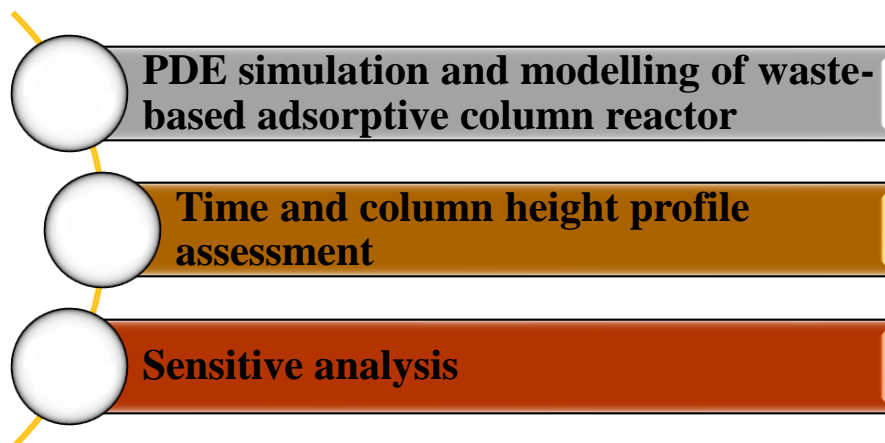 PDE simulation and modelling of waste-
based adsorptive column reactor
Time and column height profile
assessment
Sensitive analysis